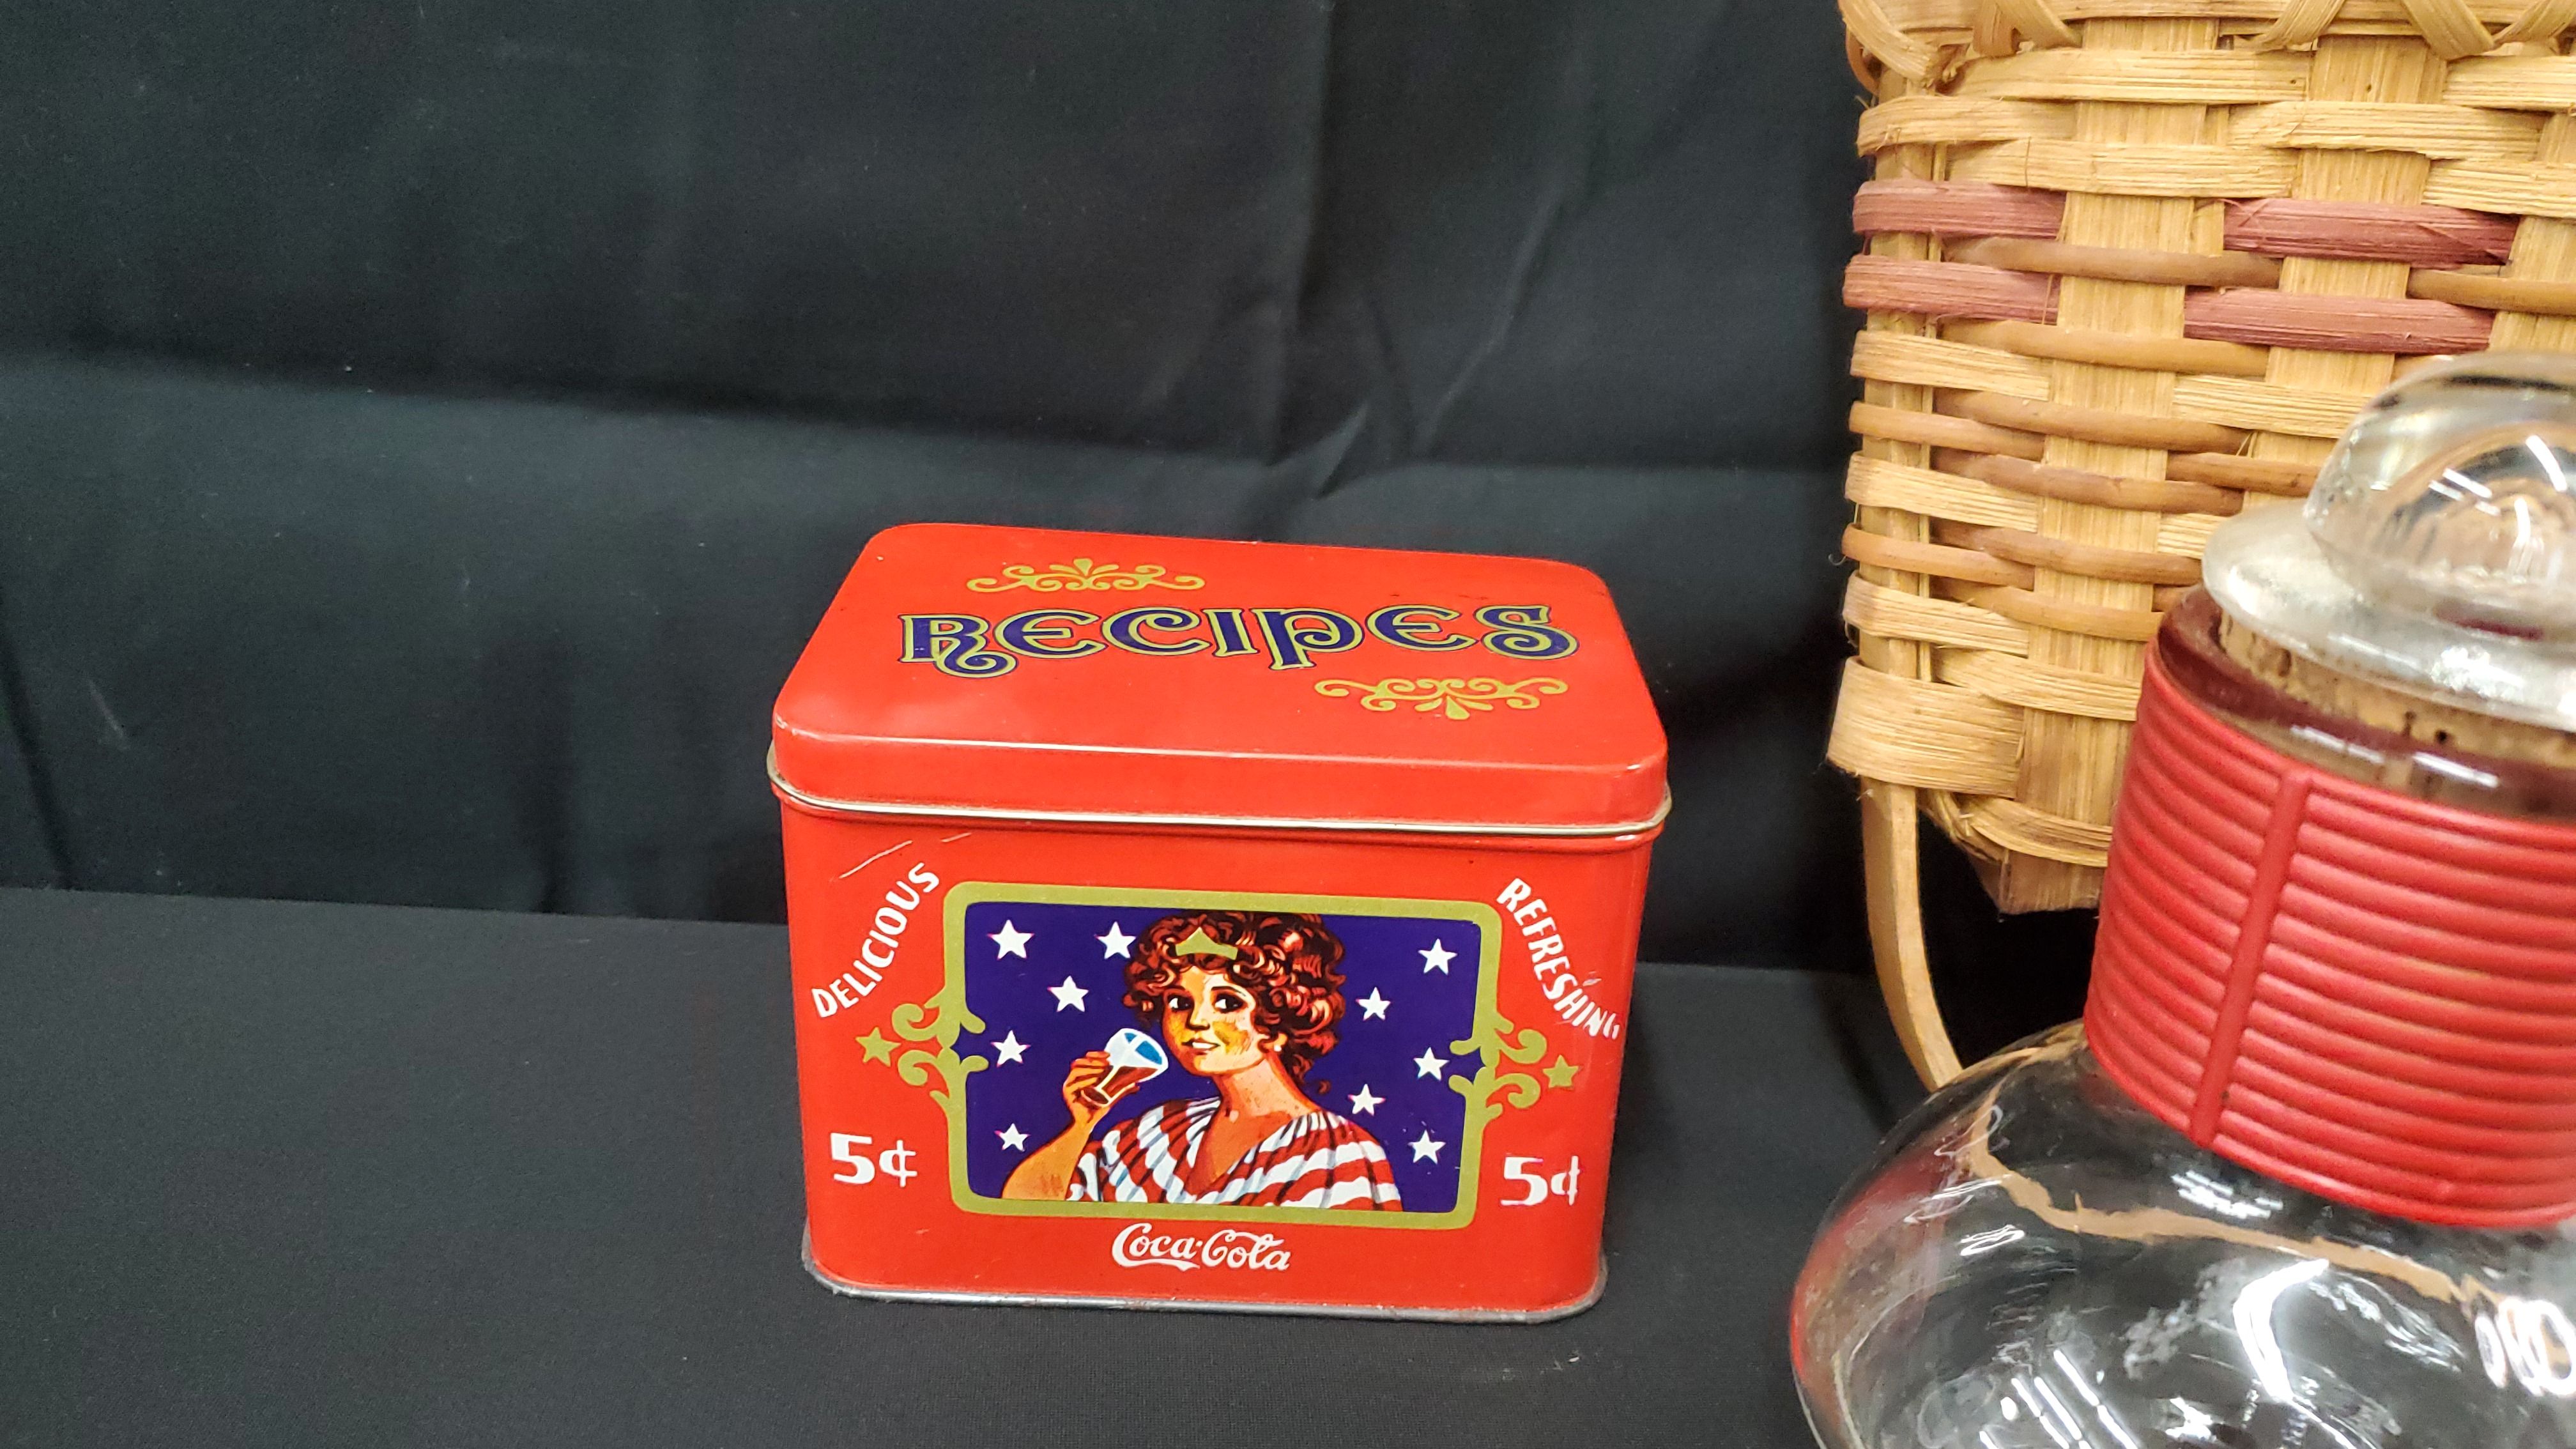 RECIPES
DELICIOUS
REFRESHING
5¢
5¢
Coca-Cola